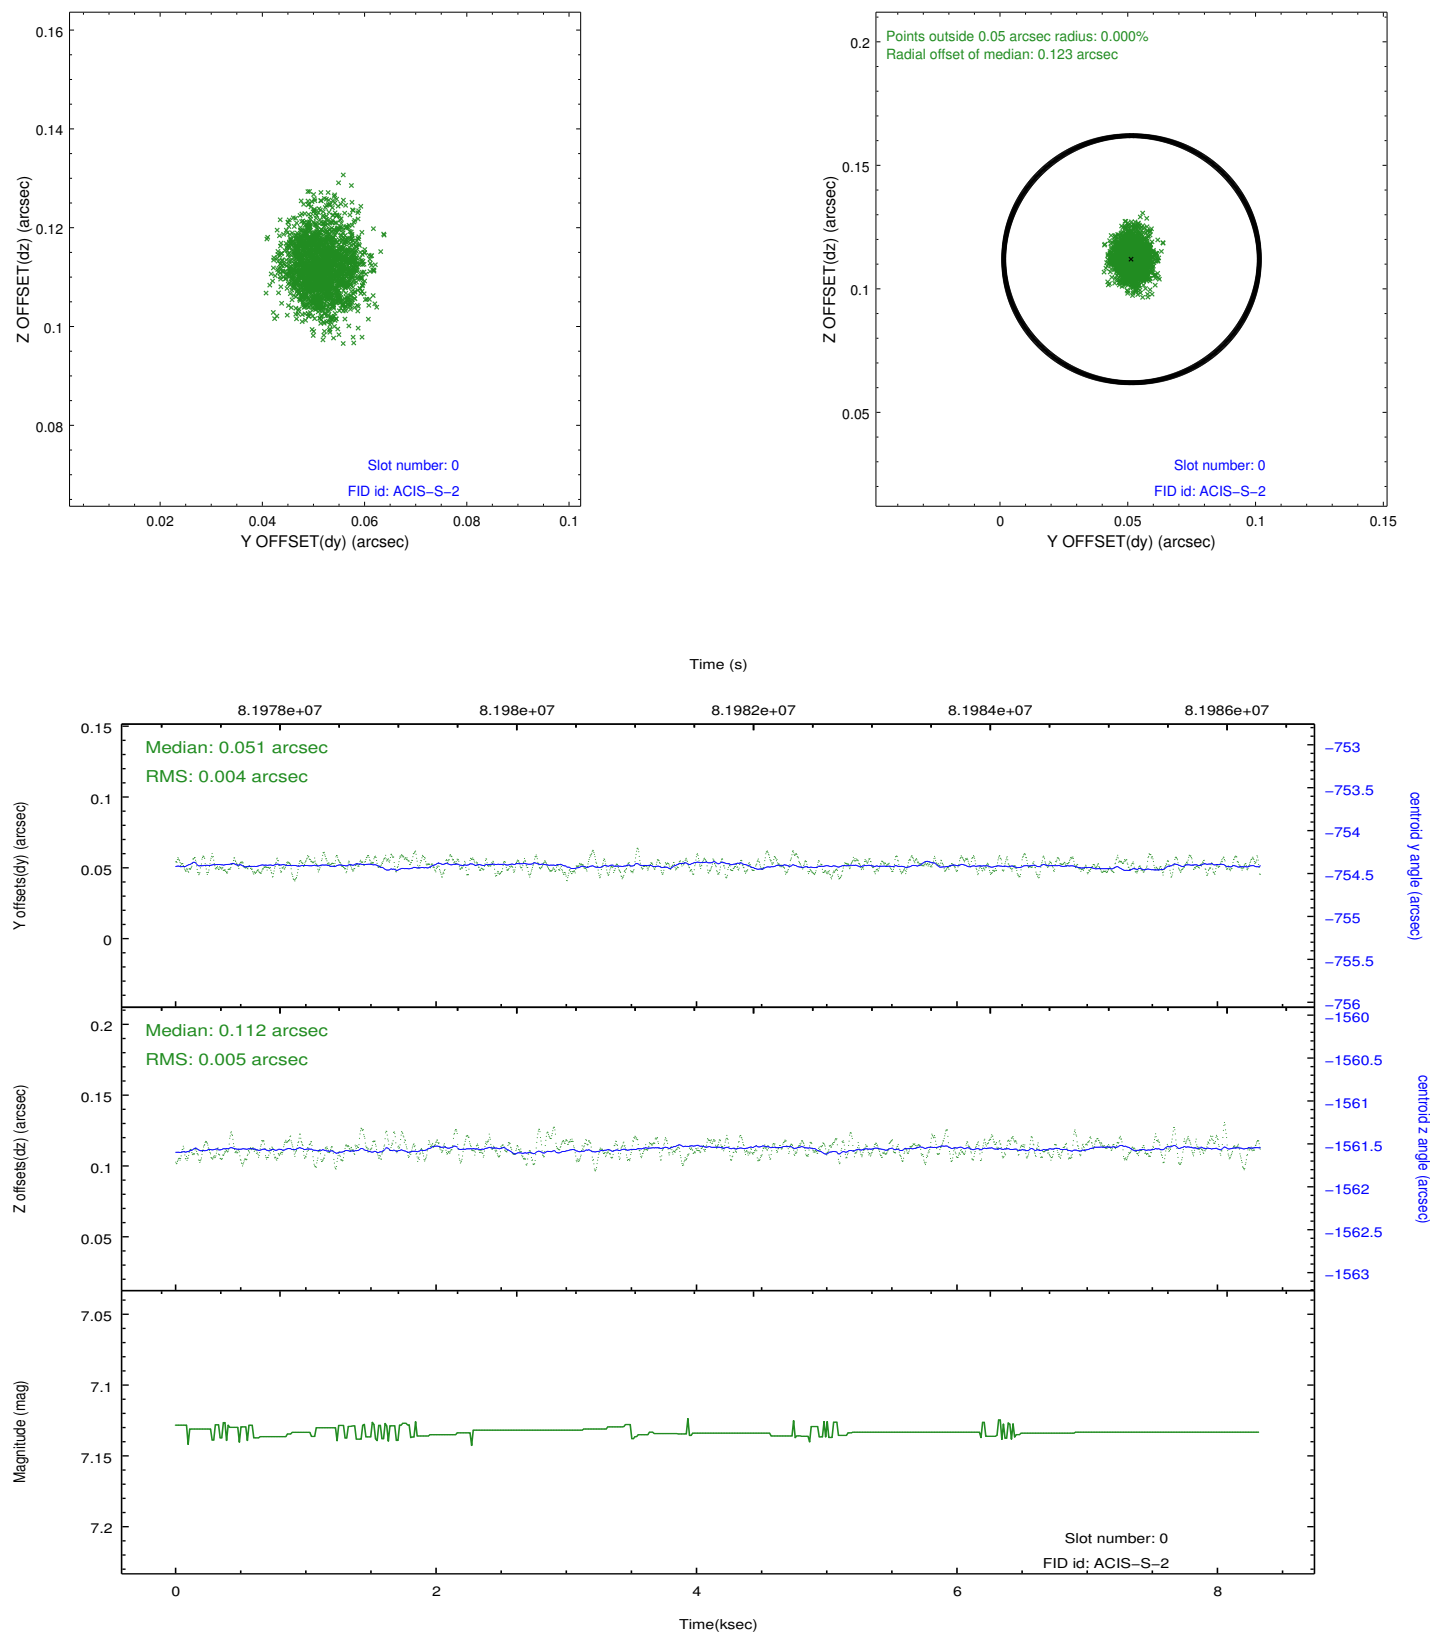 0.16
0.14
0.12
0.1
0.08
Z OFFSET(dz) (arcsec)
Slot number: 0
FID id: ACIS−S−2
0.02 0.04 0.06 0.08 0.1
Y OFFSET(dy) (arcsec)
Points outside 0.05 arcsec radius: 0.000%
Radial offset of median: 0.123 arcsec
0.2
0.15
0.1
0.05
Z OFFSET(dz) (arcsec)
Slot number: 0
FID id: ACIS−S−2
0 0.05 0.1 0.15
Y OFFSET(dy) (arcsec)
Time (s)
8.1978e+07 8.198e+07 8.1982e+07 8.1984e+07 8.1986e+07
Median: 0.051 arcsec
RMS: 0.004 arcsec
0.15
0.1
0.05
0
Y offsets(dy) (arcsec)
−753
−753.5
−754
−754.5
−755
−755.5
−756
centroid y angle (arcsec)
Median: 0.112 arcsec
RMS: 0.005 arcsec
0.2
0.15
0.1
0.05
Z offsets(dz) (arcsec)
−1560
−1560.5
−1561
−1561.5
−1562
−1562.5
−1563
centroid z angle (arcsec)
7.05
7.1
7.15
7.2
Magnitude (mag)
Slot number: 0
FID id: ACIS−S−2
0 2 4 6 8
Time(ksec)